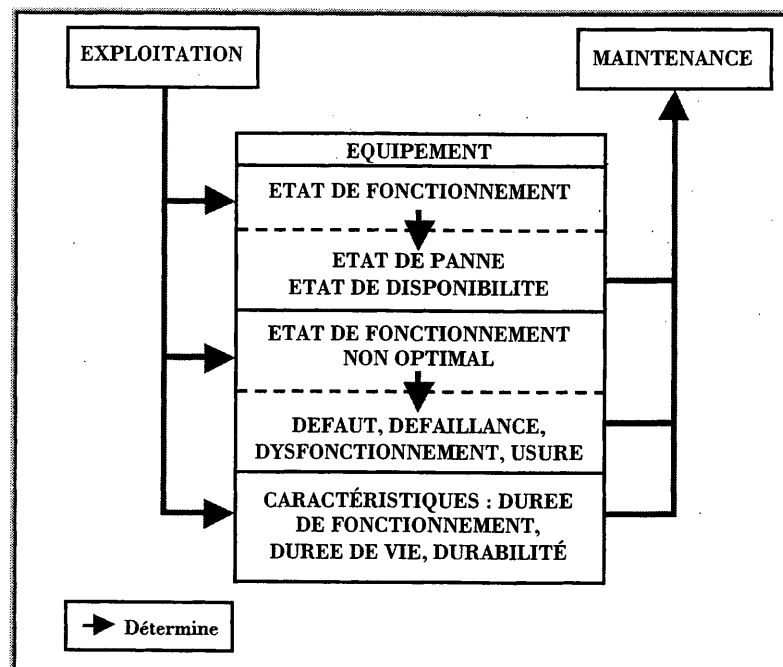 EXPLOITATION
MAINTENANCE
EQUIPEMENT
ETAT DE FONCTIONNEMENT
ETAT DE PANNE
ETAT DE DISPONIBILITE
ETAT DE FONCTIONNEMENT
NON OPTIMAL
DEFAUT, DEFAILLANCE,
DYSFONCTIONNEMENT, USURE
CARACTÉRISTIQUES : DUREE
DE FONCTIONNEMENT,
DUREE DE VIE, DURABILITÉ
Détermine